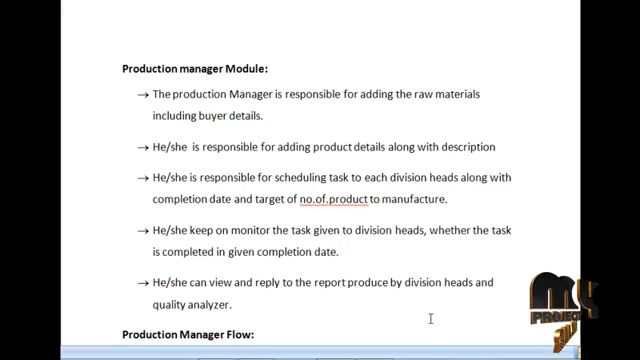 Production manager Module:
→ The production Manager is responsible for adding the raw materials
including buyer details.
→ He/she is responsible for adding product details along with description
→ He/she is responsible for scheduling task to each division heads along with
completion date and target of no.of.product to manufacture.
→ He/she keep on monitor the task given to division heads, whether the task
is completed in given completion date.
→ He/she can view and reply to the report produce by division heads and
quality analyzer.
Production Manager Flow:
PROJECT